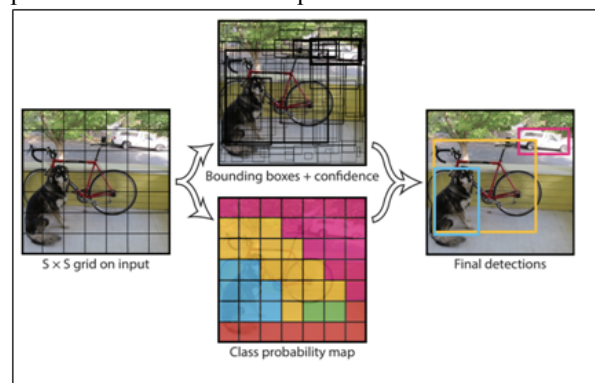 S × S grid on input
Bounding boxes + confidence
Class probability map
Final detections